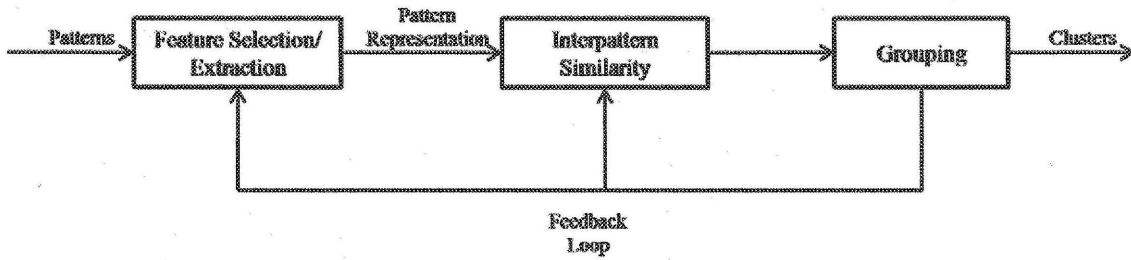 Patterns
Feature Selection/
Extraction
Pattern
Representation
Interpattern
Similarity
Grouping
Clusters
Feedback
Loop